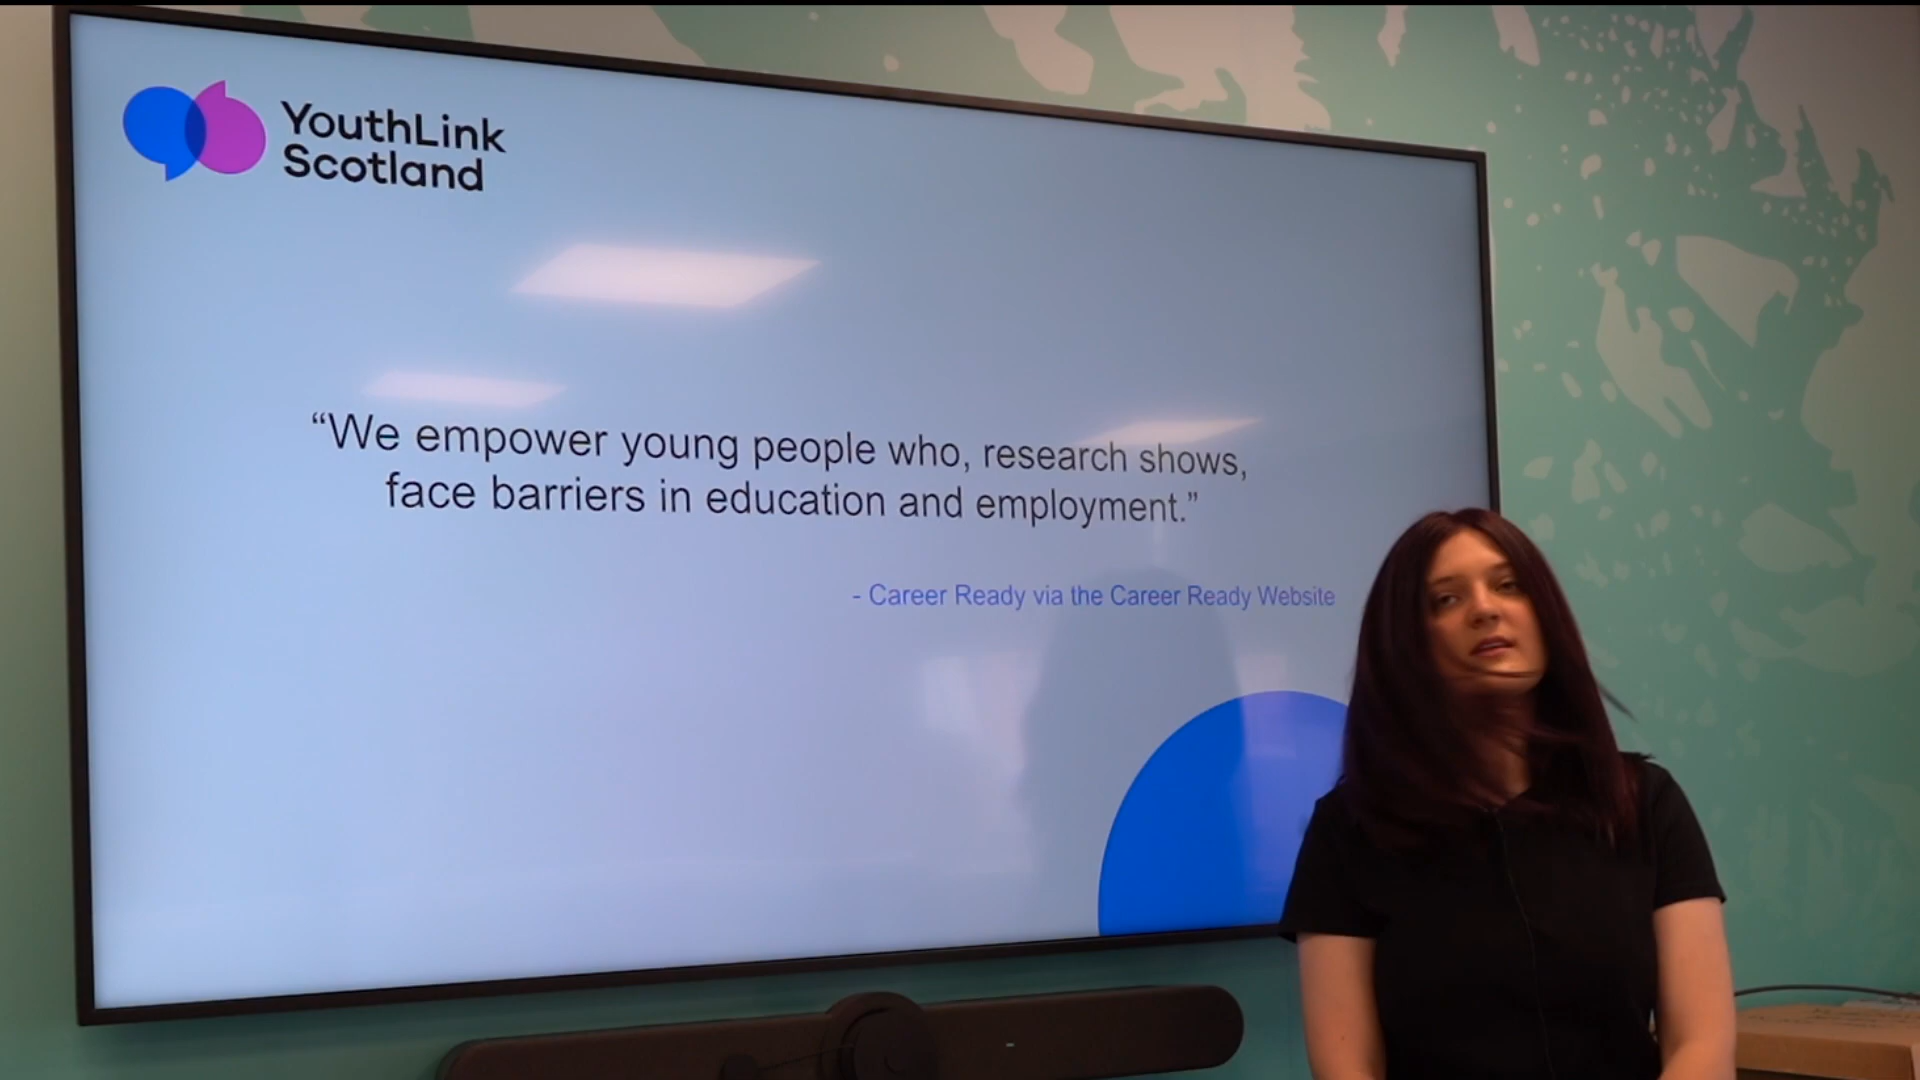 YouthLink
Scotland
“We empower young people who, research shows,
face barriers in education and employment.”
- Career Ready via the Career Ready Website